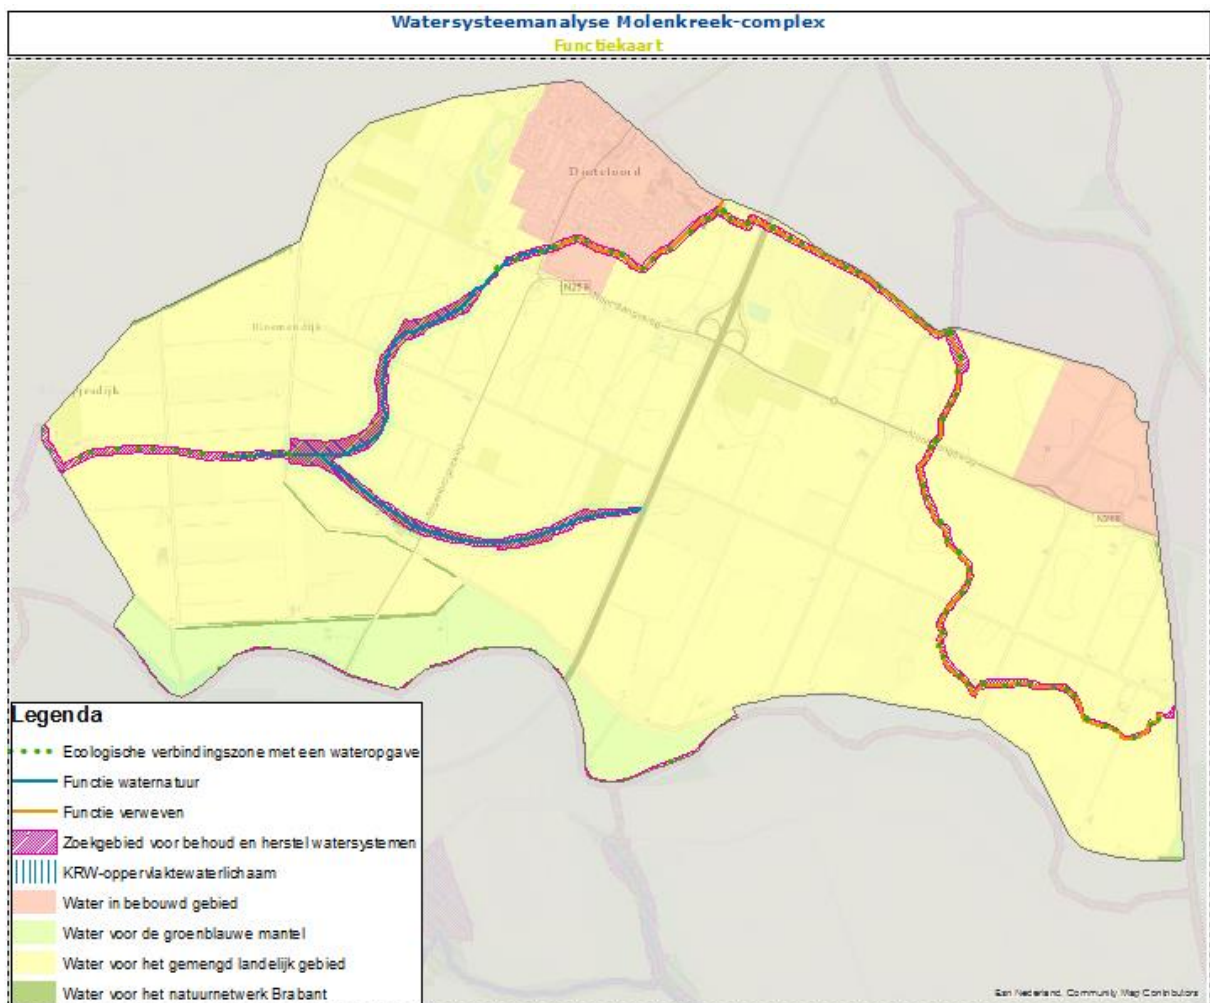 Watersysteemanalyse Molenkreek-complex
Functiekaart
Dinteloord
N259
Noordlangeweg
Legenda
Ecologische verbindingszone met een wateropgave
Functie waternatuur
Functie verweven
Zoekgebied voor behoud en herstel watersystemen
KRW-oppervlaktewaterlichaam
Water in bebouwd gebied
Water voor de groenblauwe mantel
Water voor het gemengd landelijk gebied
Water voor het natuurnetwerk Brabant
Esri Nederland, Community Map Contributors